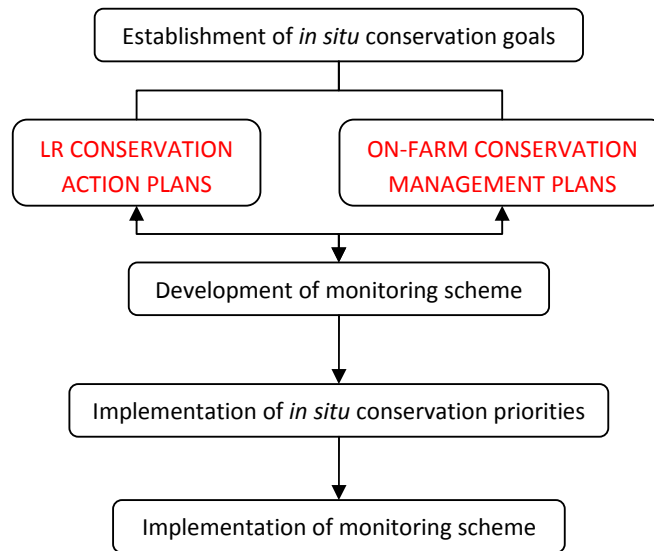 Establishment of in situ conservation goals
LR CONSERVATION
ACTION PLANS
ON-FARM CONSERVATION
MANAGEMENT PLANS
Development of monitoring scheme
Implementation of in situ conservation priorities
Implementation of monitoring scheme